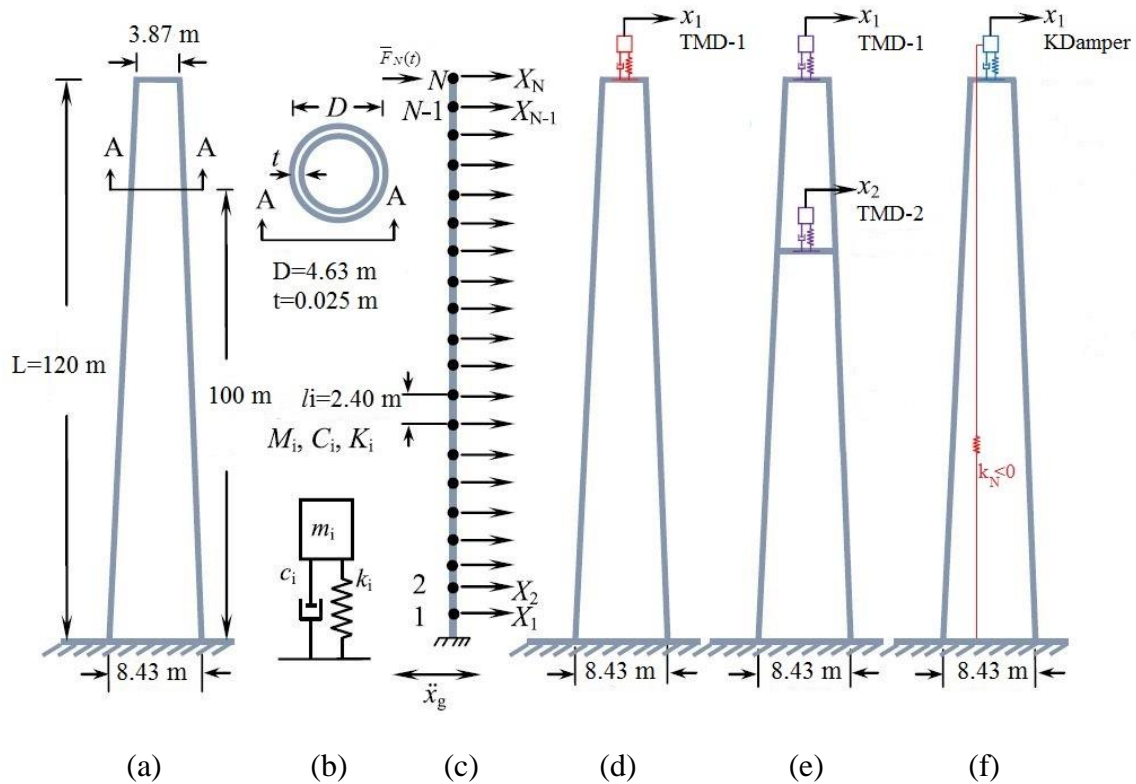 3.87 m
A A
L=120 m
100 m
8.43 m
D
t
A A
D=4.63 m
t=0.025 m
F̅_N(t)
N
X_N
N-1
X_{N-1}
li=2.40 m
M_i, C_i, K_i
m_i
c_i
k_i
2
X_2
1
X_1
ẍ_g
x_1
TMD-1
8.43 m
x_1
TMD-1
x_2
TMD-2
8.43 m
x_1
KDamper
k_N<0
8.43 m
(a) (b) (c) (d) (e) (f)